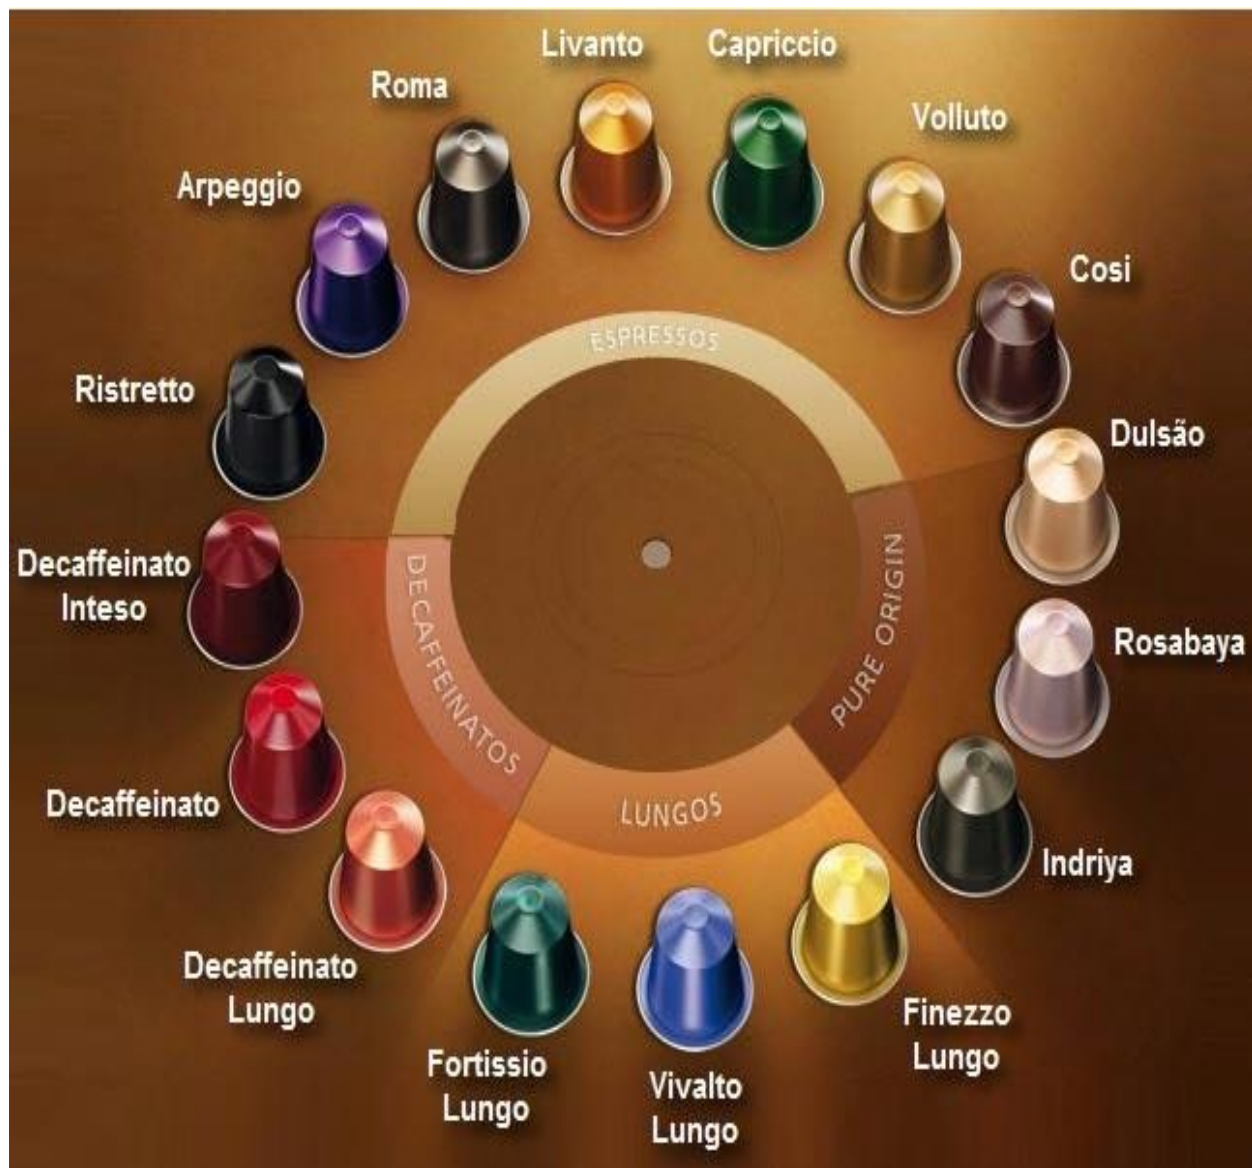 Livanto
Capriccio
Roma
Volluto
Arpeggio
Cosi
ESPRESSOS
Ristretto
Dulsão
Decaffeinato
Inteso
DECAFFEINATOS
PURE ORIGIN
Rosabaya
Decaffeinato
LUNGOS
Indriya
Decaffeinato
Lungo
Finezzo
Lungo
Fortissio
Lungo
Vivalto
Lungo